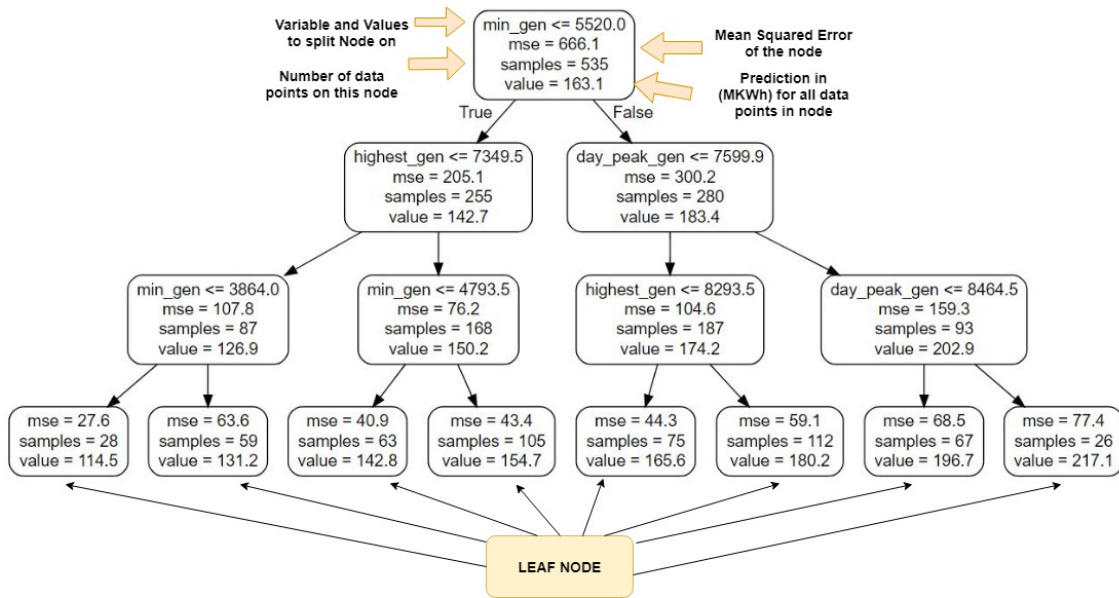 Variable and Values
to split Node on
Number of data
points on this node
min_gen <= 5520.0
mse = 666.1
samples = 535
value = 163.1
Mean Squared Error
of the node
Prediction in
(MKWh) for all data
points in node
True
False
highest_gen <= 7349.5
mse = 205.1
samples = 255
value = 142.7
day_peak_gen <= 7599.9
mse = 300.2
samples = 280
value = 183.4
min_gen <= 3864.0
mse = 107.8
samples = 87
value = 126.9
min_gen <= 4793.5
mse = 76.2
samples = 168
value = 150.2
highest_gen <= 8293.5
mse = 104.6
samples = 187
value = 174.2
day_peak_gen <= 8464.5
mse = 159.3
samples = 93
value = 202.9
mse = 27.6
samples = 28
value = 114.5
mse = 63.6
samples = 59
value = 131.2
mse = 40.9
samples = 63
value = 142.8
mse = 43.4
samples = 105
value = 154.7
mse = 44.3
samples = 75
value = 165.6
mse = 59.1
samples = 112
value = 180.2
mse = 68.5
samples = 67
value = 196.7
mse = 77.4
samples = 26
value = 217.1
LEAF NODE